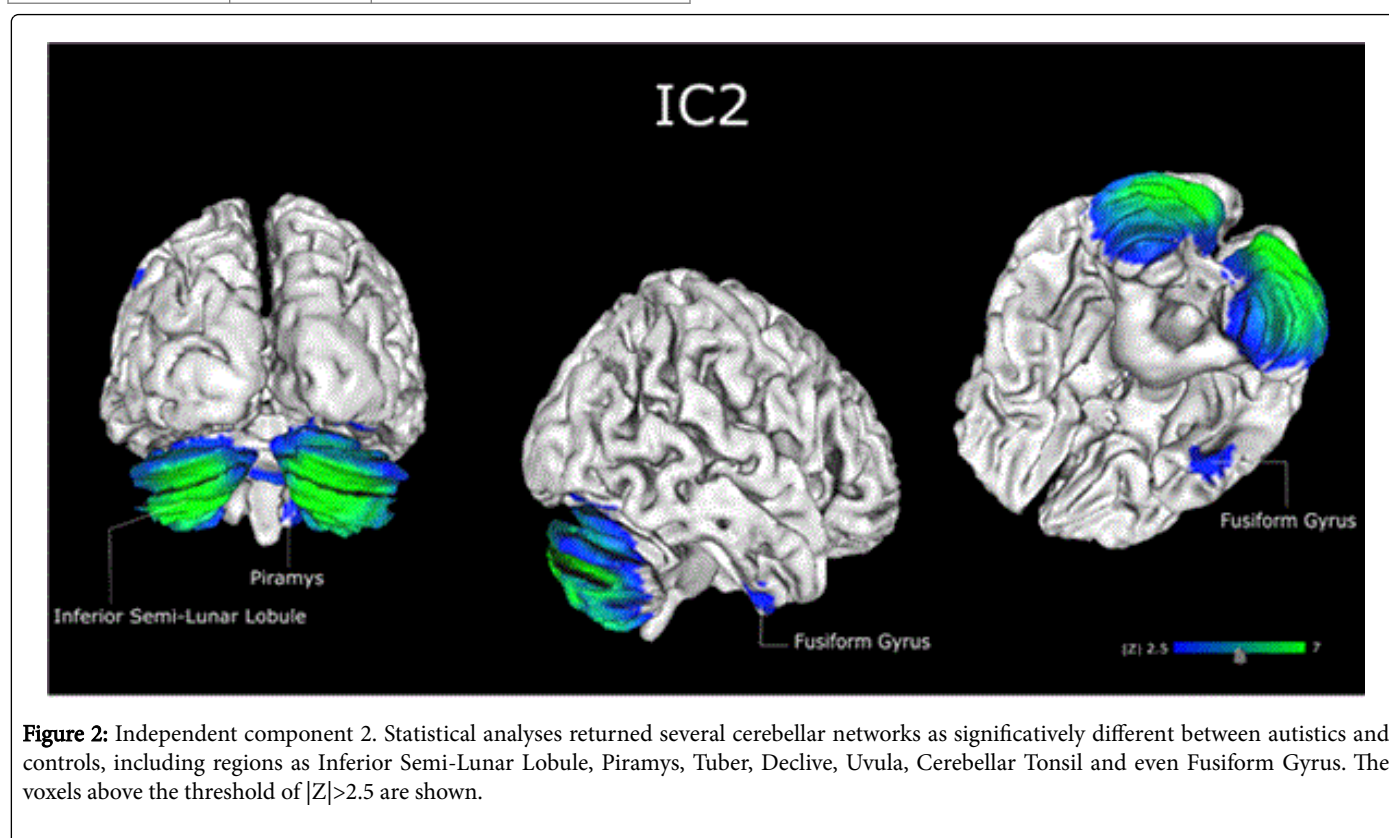 IC2
Piramys
Inferior Semi-Lunar Lobule
Fusiform Gyrus
Fusiform Gyrus
|Z| 2.5 7
Figure 2: Independent component 2. Statistical analyses returned several cerebellar networks as significatively different between autistics and
controls, including regions as Inferior Semi-Lunar Lobule, Piramys, Tuber, Declive, Uvula, Cerebellar Tonsil and even Fusiform Gyrus. The
voxels above the threshold of |Z|>2.5 are shown.